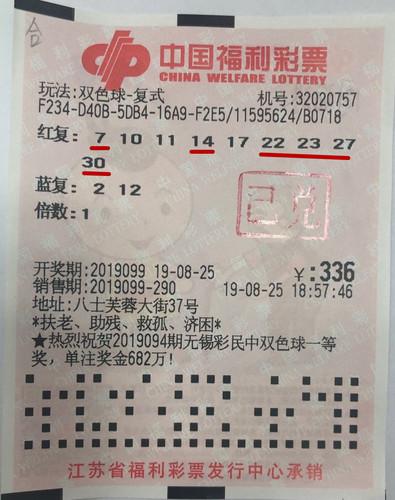 合
中国福利彩票
CHINA WELFARE LOTTERY
玩法:双色球-复式 机号:32020757
F234-D40B-5DB4-16A9-F2E5/11595624/B0718
红复: 7 10 11 14 17 22 23 27
30
蓝复: 2 12
倍数:1
已兑
开奖期:2019099 19-08-25 ¥:336
销售期:2019099-290 19-08-25 18:57:46
地址:八士芙蓉大街37号
*扶老、助残、救孤、济困*
★热烈祝贺2019094期无锡彩民中双色球一等
奖,单注奖金682万!
江苏省福利彩票发行中心承销